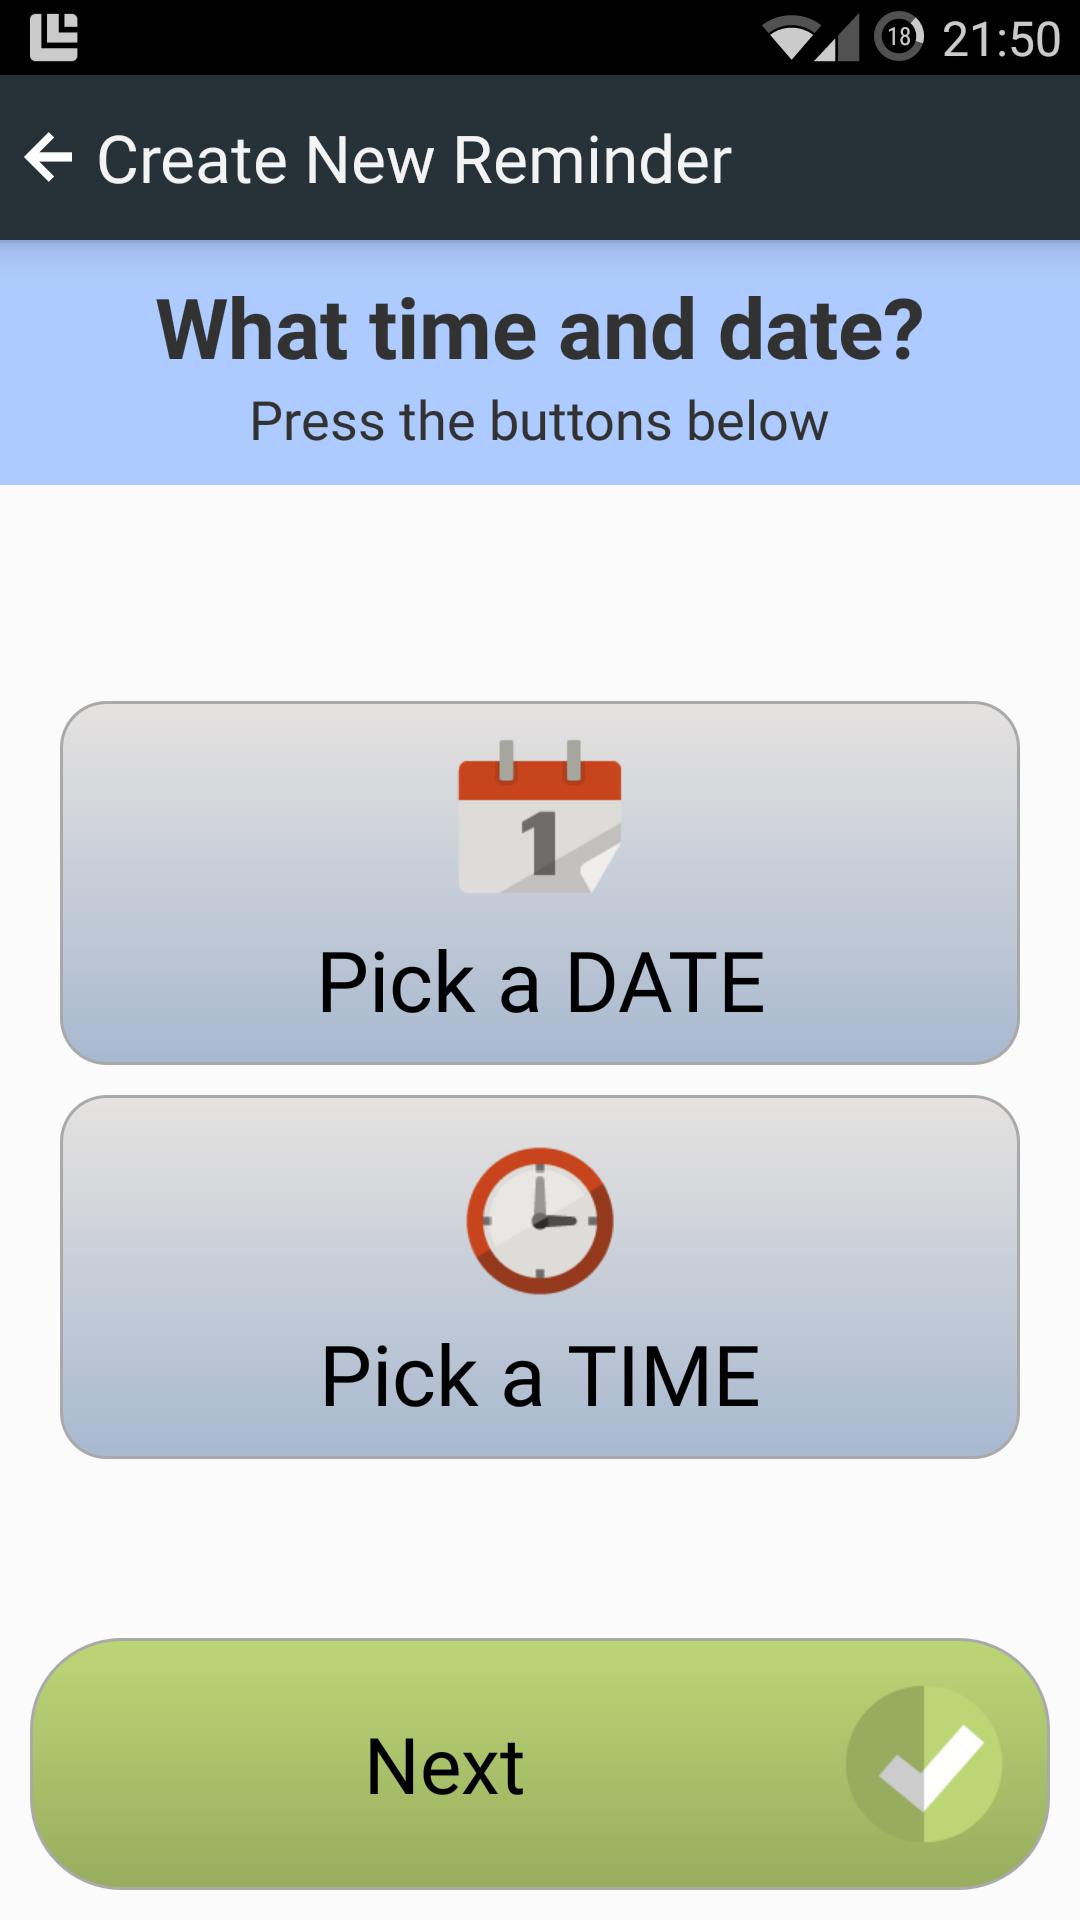 18 21:50
Create New Reminder
What time and date?
Press the buttons below
1
Pick a DATE
Pick a TIME
Next